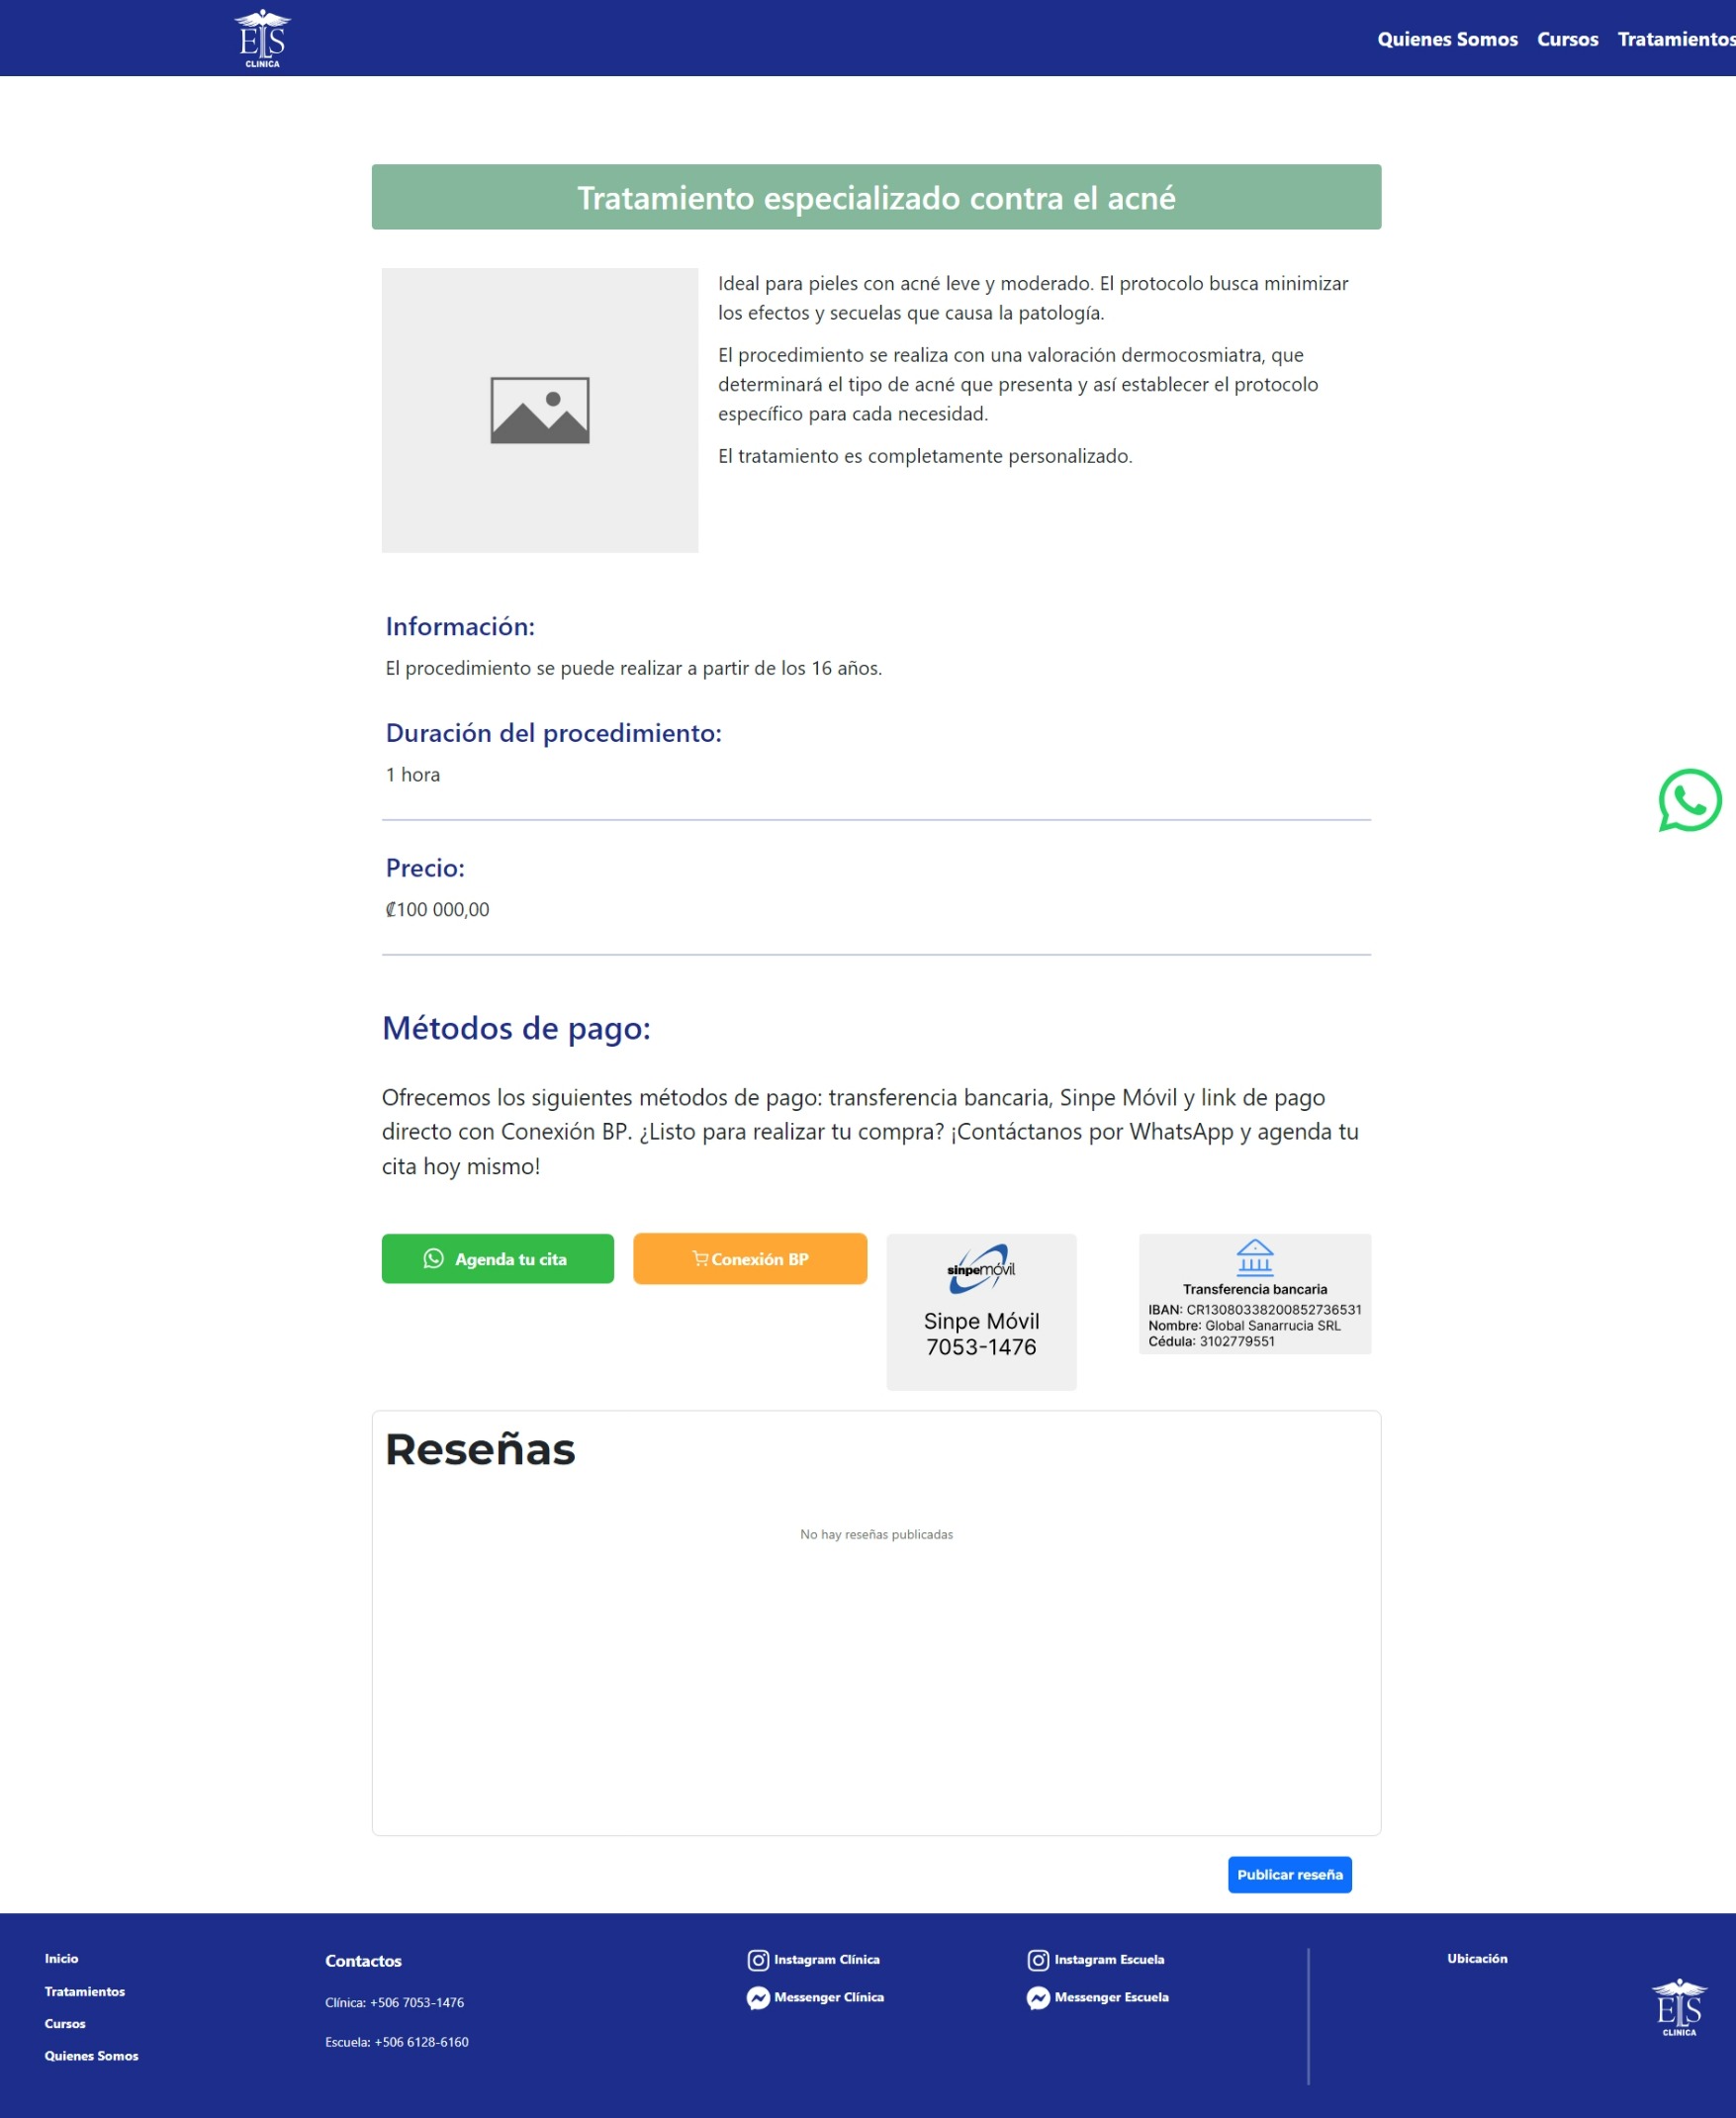 ELS
CLINICA
Quienes Somos Cursos Tratamientos
Tratamiento especializado contra el acné
Ideal para pieles con acné leve y moderado. El protocolo busca minimizar
los efectos y secuelas que causa la patología.
El procedimiento se realiza con una valoración dermocosmiatra, que
determinará el tipo de acné que presenta y así establecer el protocolo
específico para cada necesidad.
El tratamiento es completamente personalizado.
Información:
El procedimiento se puede realizar a partir de los 16 años.
Duración del procedimiento:
1 hora
Precio:
₡100 000,00
Métodos de pago:
Ofrecemos los siguientes métodos de pago: transferencia bancaria, Sinpe Móvil y link de pago
directo con Conexión BP. ¿Listo para realizar tu compra? ¡Contáctanos por WhatsApp y agenda tu
cita hoy mismo!
Agenda tu cita
Conexión BP
sinpemóvil
Sinpe Móvil
7053-1476
Transferencia bancaria
IBAN: CR13080338200852736531
Nombre: Global Sanarrucia SRL
Cédula: 3102779551
Reseñas
No hay reseñas publicadas
Publicar reseña
Inicio
Tratamientos
Cursos
Quienes Somos
Contactos
Clínica: +506 7053-1476
Escuela: +506 6128-6160
Instagram Clínica
Messenger Clínica
Instagram Escuela
Messenger Escuela
Ubicación
ELS
CLINICA